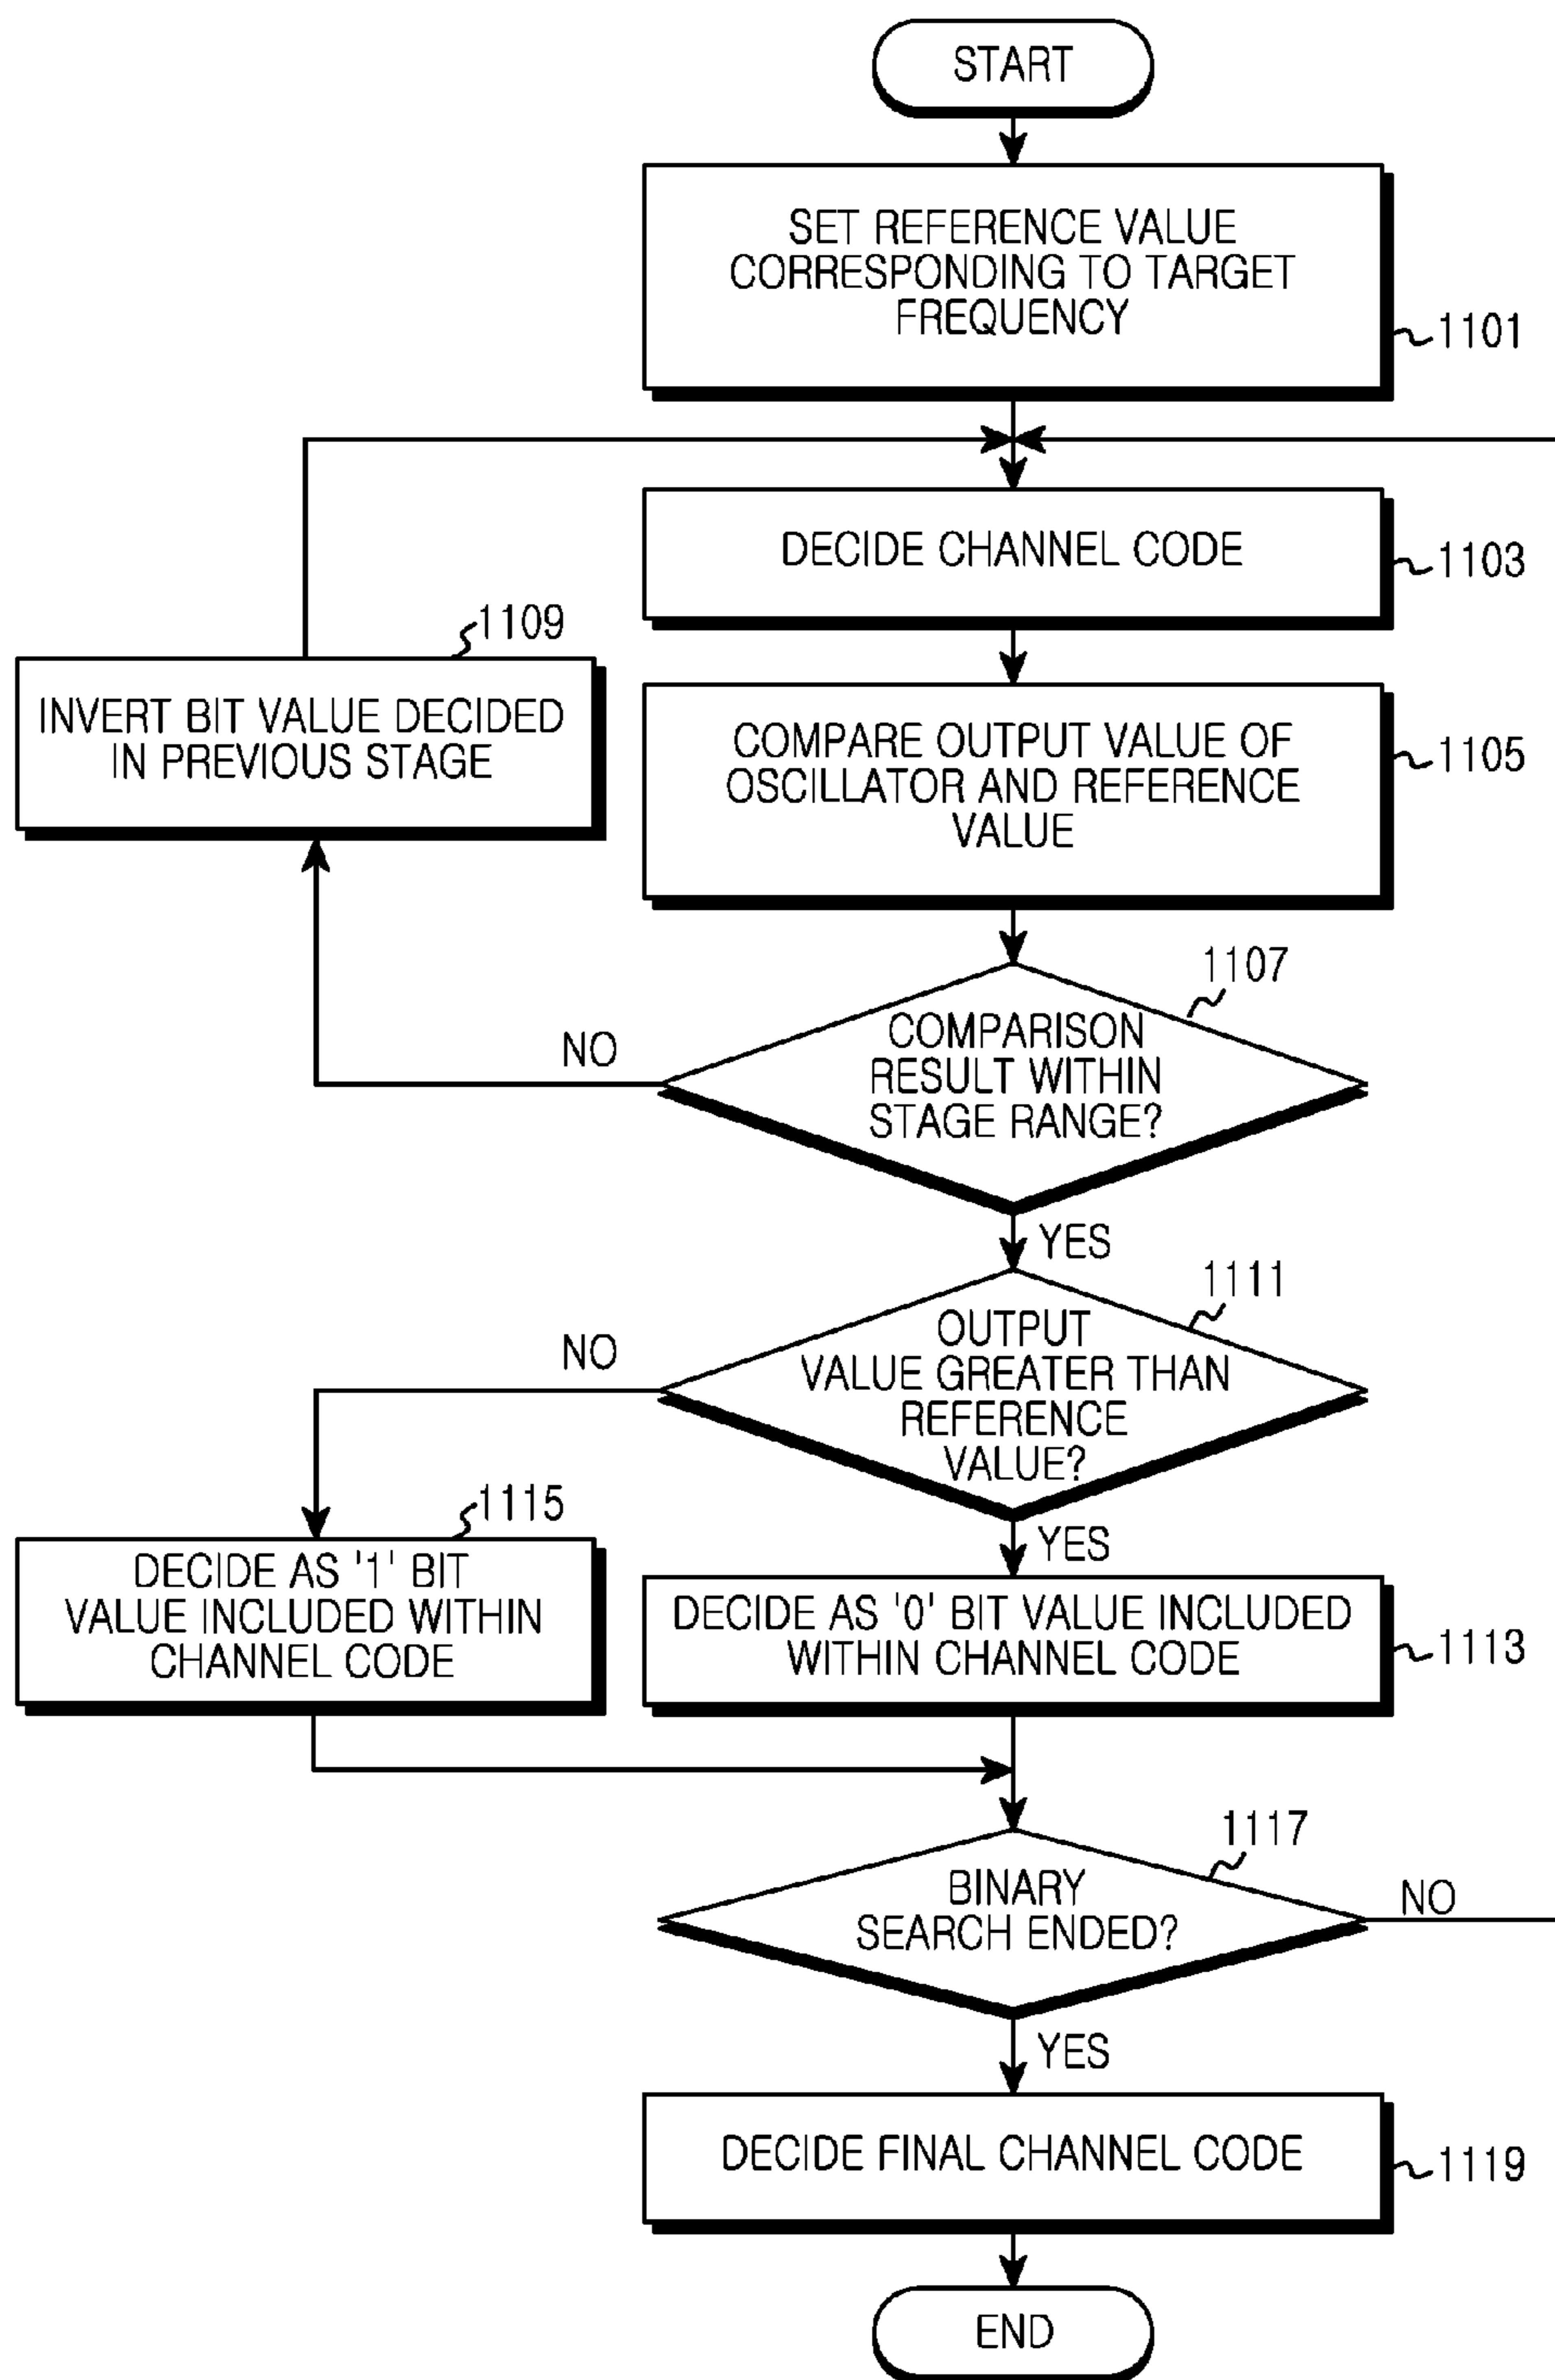 START
SET REFERENCE VALUE
CORRESPONDING TO TARGET
FREQUENCY
1101
DECIDE CHANNEL CODE
1103
1109
INVERT BIT VALUE DECIDED
IN PREVIOUS STAGE
COMPARE OUTPUT VALUE OF
OSCILLATOR AND REFERENCE
VALUE
1105
1107
COMPARISON
RESULT WITHIN
STAGE RANGE?
NO
YES
1111
OUTPUT
VALUE GREATER THAN
REFERENCE
VALUE?
NO
YES
1115
DECIDE AS '1' BIT
VALUE INCLUDED WITHIN
CHANNEL CODE
DECIDE AS '0' BIT VALUE INCLUDED
WITHIN CHANNEL CODE
1113
1117
BINARY
SEARCH ENDED?
NO
YES
DECIDE FINAL CHANNEL CODE
1119
END